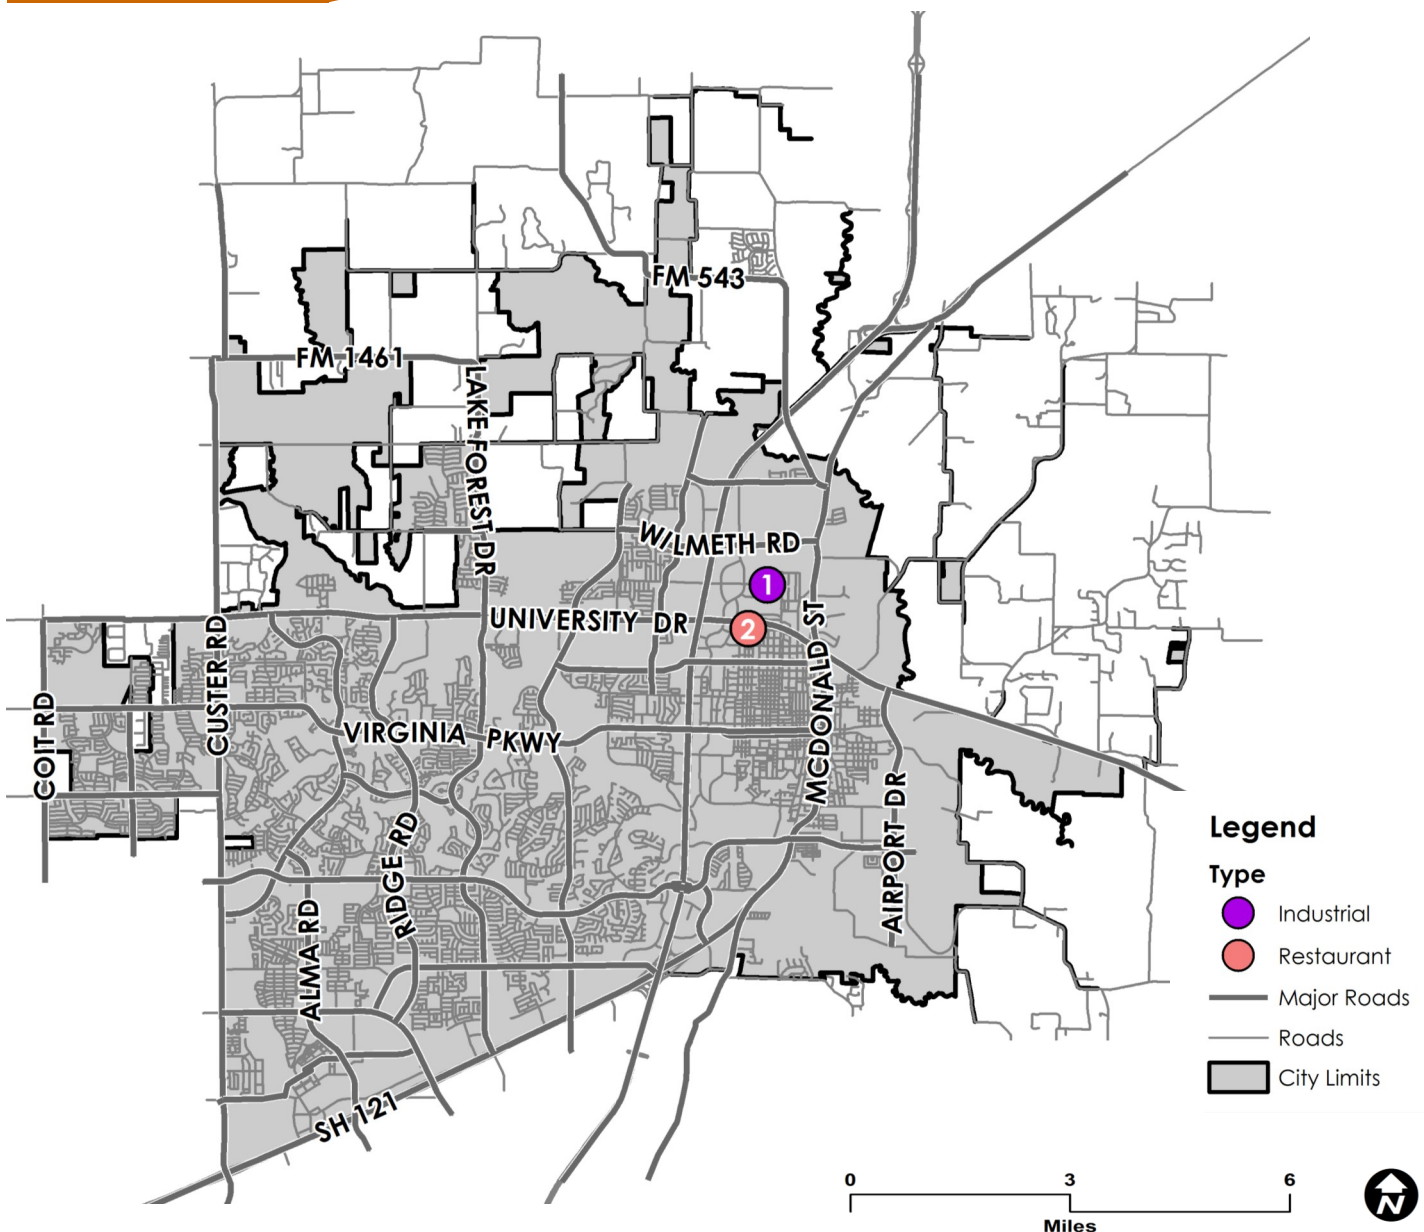 FM 543
FM 1461
LAKE FOREST DR
WILMETH RD
1
UNIVERSITY DR
2
MCDONALD ST
CUSTER RD
COIT RD
VIRGINIA PKWY
AIRPORT DR
RIDGE RD
ALMA RD
SH 121
Legend
Type
Industrial
Restaurant
Major Roads
Roads
City Limits
0 3 6
Miles
N